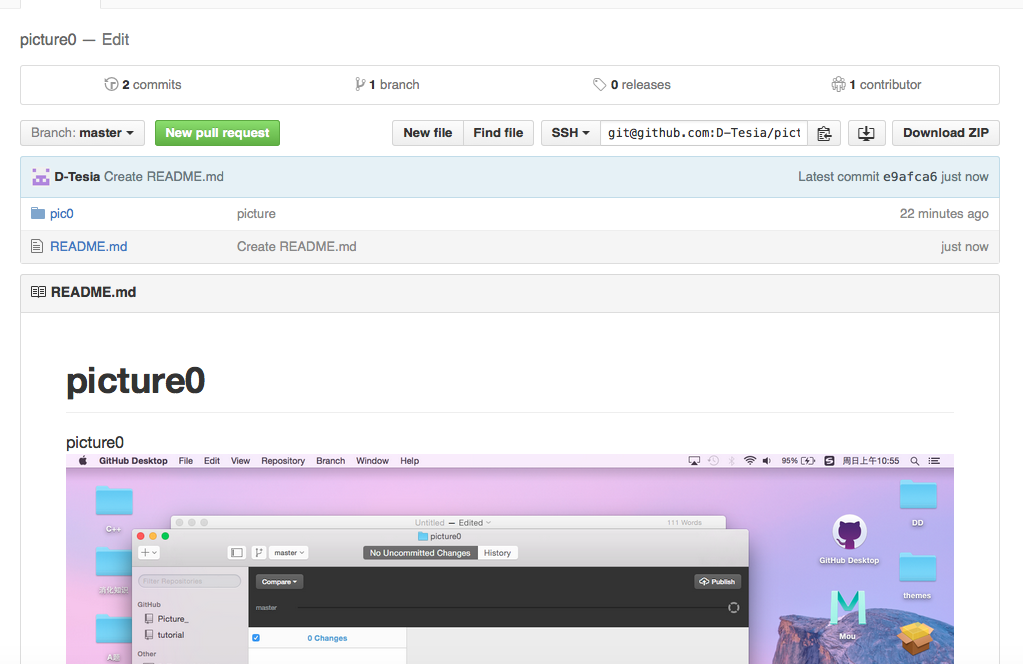 picture0 — Edit
2 commits 1 branch 0 releases 1 contributor
Branch: master New pull request New file Find file SSH git@github.com:D-Tesia/pict Download ZIP
D-Tesia Create README.md Latest commit e9afca6 just now
pic0 picture 22 minutes ago
README.md Create README.md just now
README.md
picture0
picture0
GitHub Desktop File Edit View Repository Branch Window Help 95% 周日上午10:55
C++
DD
Untitled — Edited 111 Words
picture0
master No Uncommitted Changes History
GitHub Desktop
Filter Repositories Compare Publish
消化知识
themes
GitHub master
Picture_
tutorial
0 Changes
Mou
Other